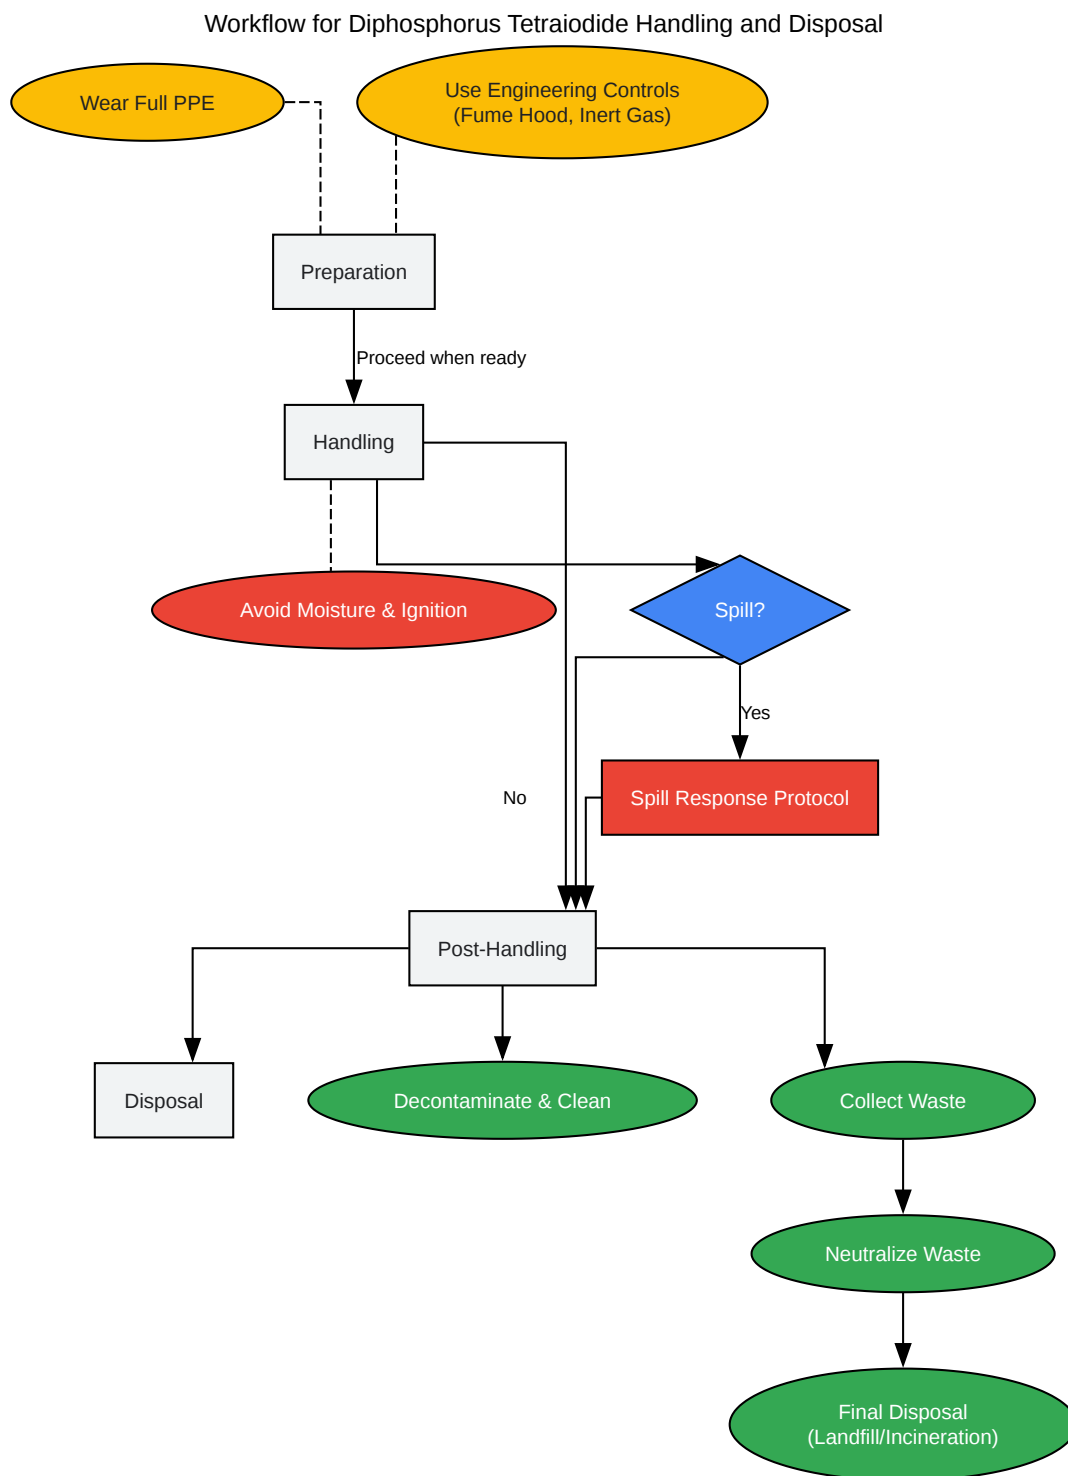 Workflow for Diphosphorus Tetraiodide Handling and Disposal
Wear Full PPE
Use Engineering Controls
(Fume Hood, Inert Gas)
Preparation
Proceed when ready
Handling
Avoid Moisture & Ignition
Spill?
Yes
No
Spill Response Protocol
Post-Handling
Disposal
Decontaminate & Clean
Collect Waste
Neutralize Waste
Final Disposal
(Landfill/Incineration)